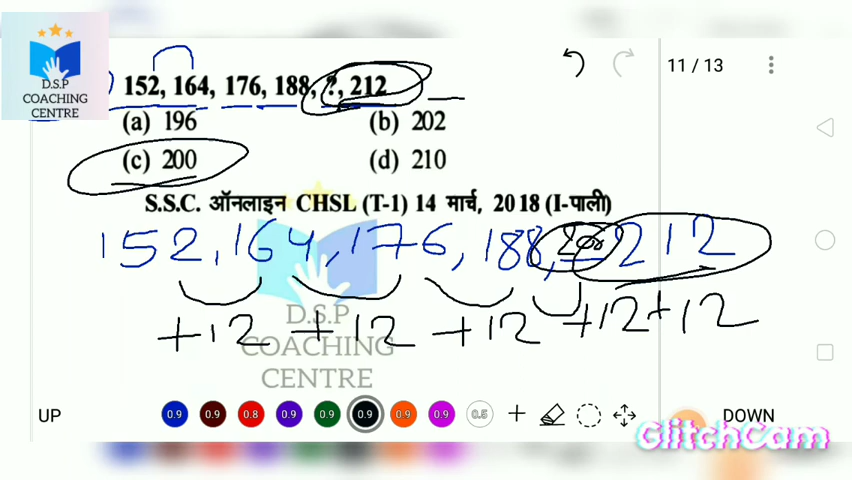 D.S.P
COACHING
CENTRE
152, 164, 176, 188, ?, 212
11 / 13
(a) 196
(b) 202
(c) 200
(d) 210
S.S.C. ऑनलाइन CHSL (T-1) 14 मार्च, 2018 (I-पाली)
152, 164, 176, 188, 200 212
+12 +12 +12 +12 +12
D.S.P
COACHING
CENTRE
UP
0.9 0.9 0.8 0.9 0.9 0.9 0.9 0.9 0.5
DOWN
GlitchCam